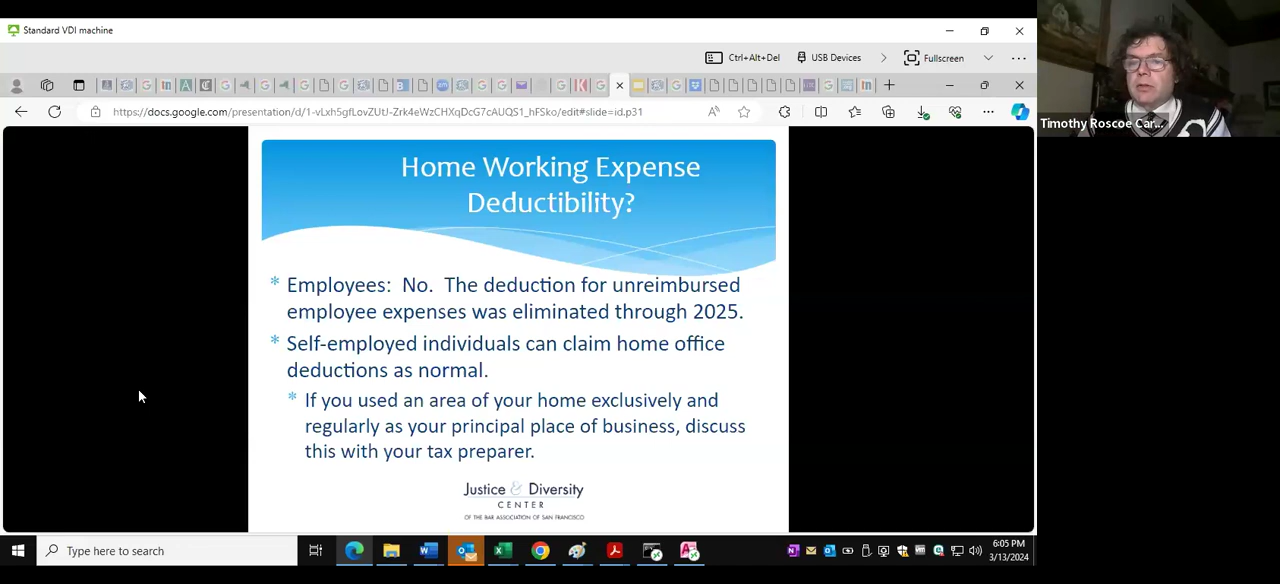 Standard VDI machine
Ctrl+Alt+Del
USB Devices
Fullscreen
https://docs.google.com/presentation/d/1-vLxh5gfLovZUtJ-Zrk4eWzCHXqDcG7cAUQS1_hFSko/edit#slide=id.p31
Timothy Roscoe Car...
Home Working Expense
Deductibility?
* Employees: No. The deduction for unreimbursed
employee expenses was eliminated through 2025.
* Self-employed individuals can claim home office
deductions as normal.
* If you used an area of your home exclusively and
regularly as your principal place of business, discuss
this with your tax preparer.
Justice & Diversity
CENTER
OF THE BAR ASSOCIATION OF SAN FRANCISCO
Type here to search
6:05 PM
3/13/2024